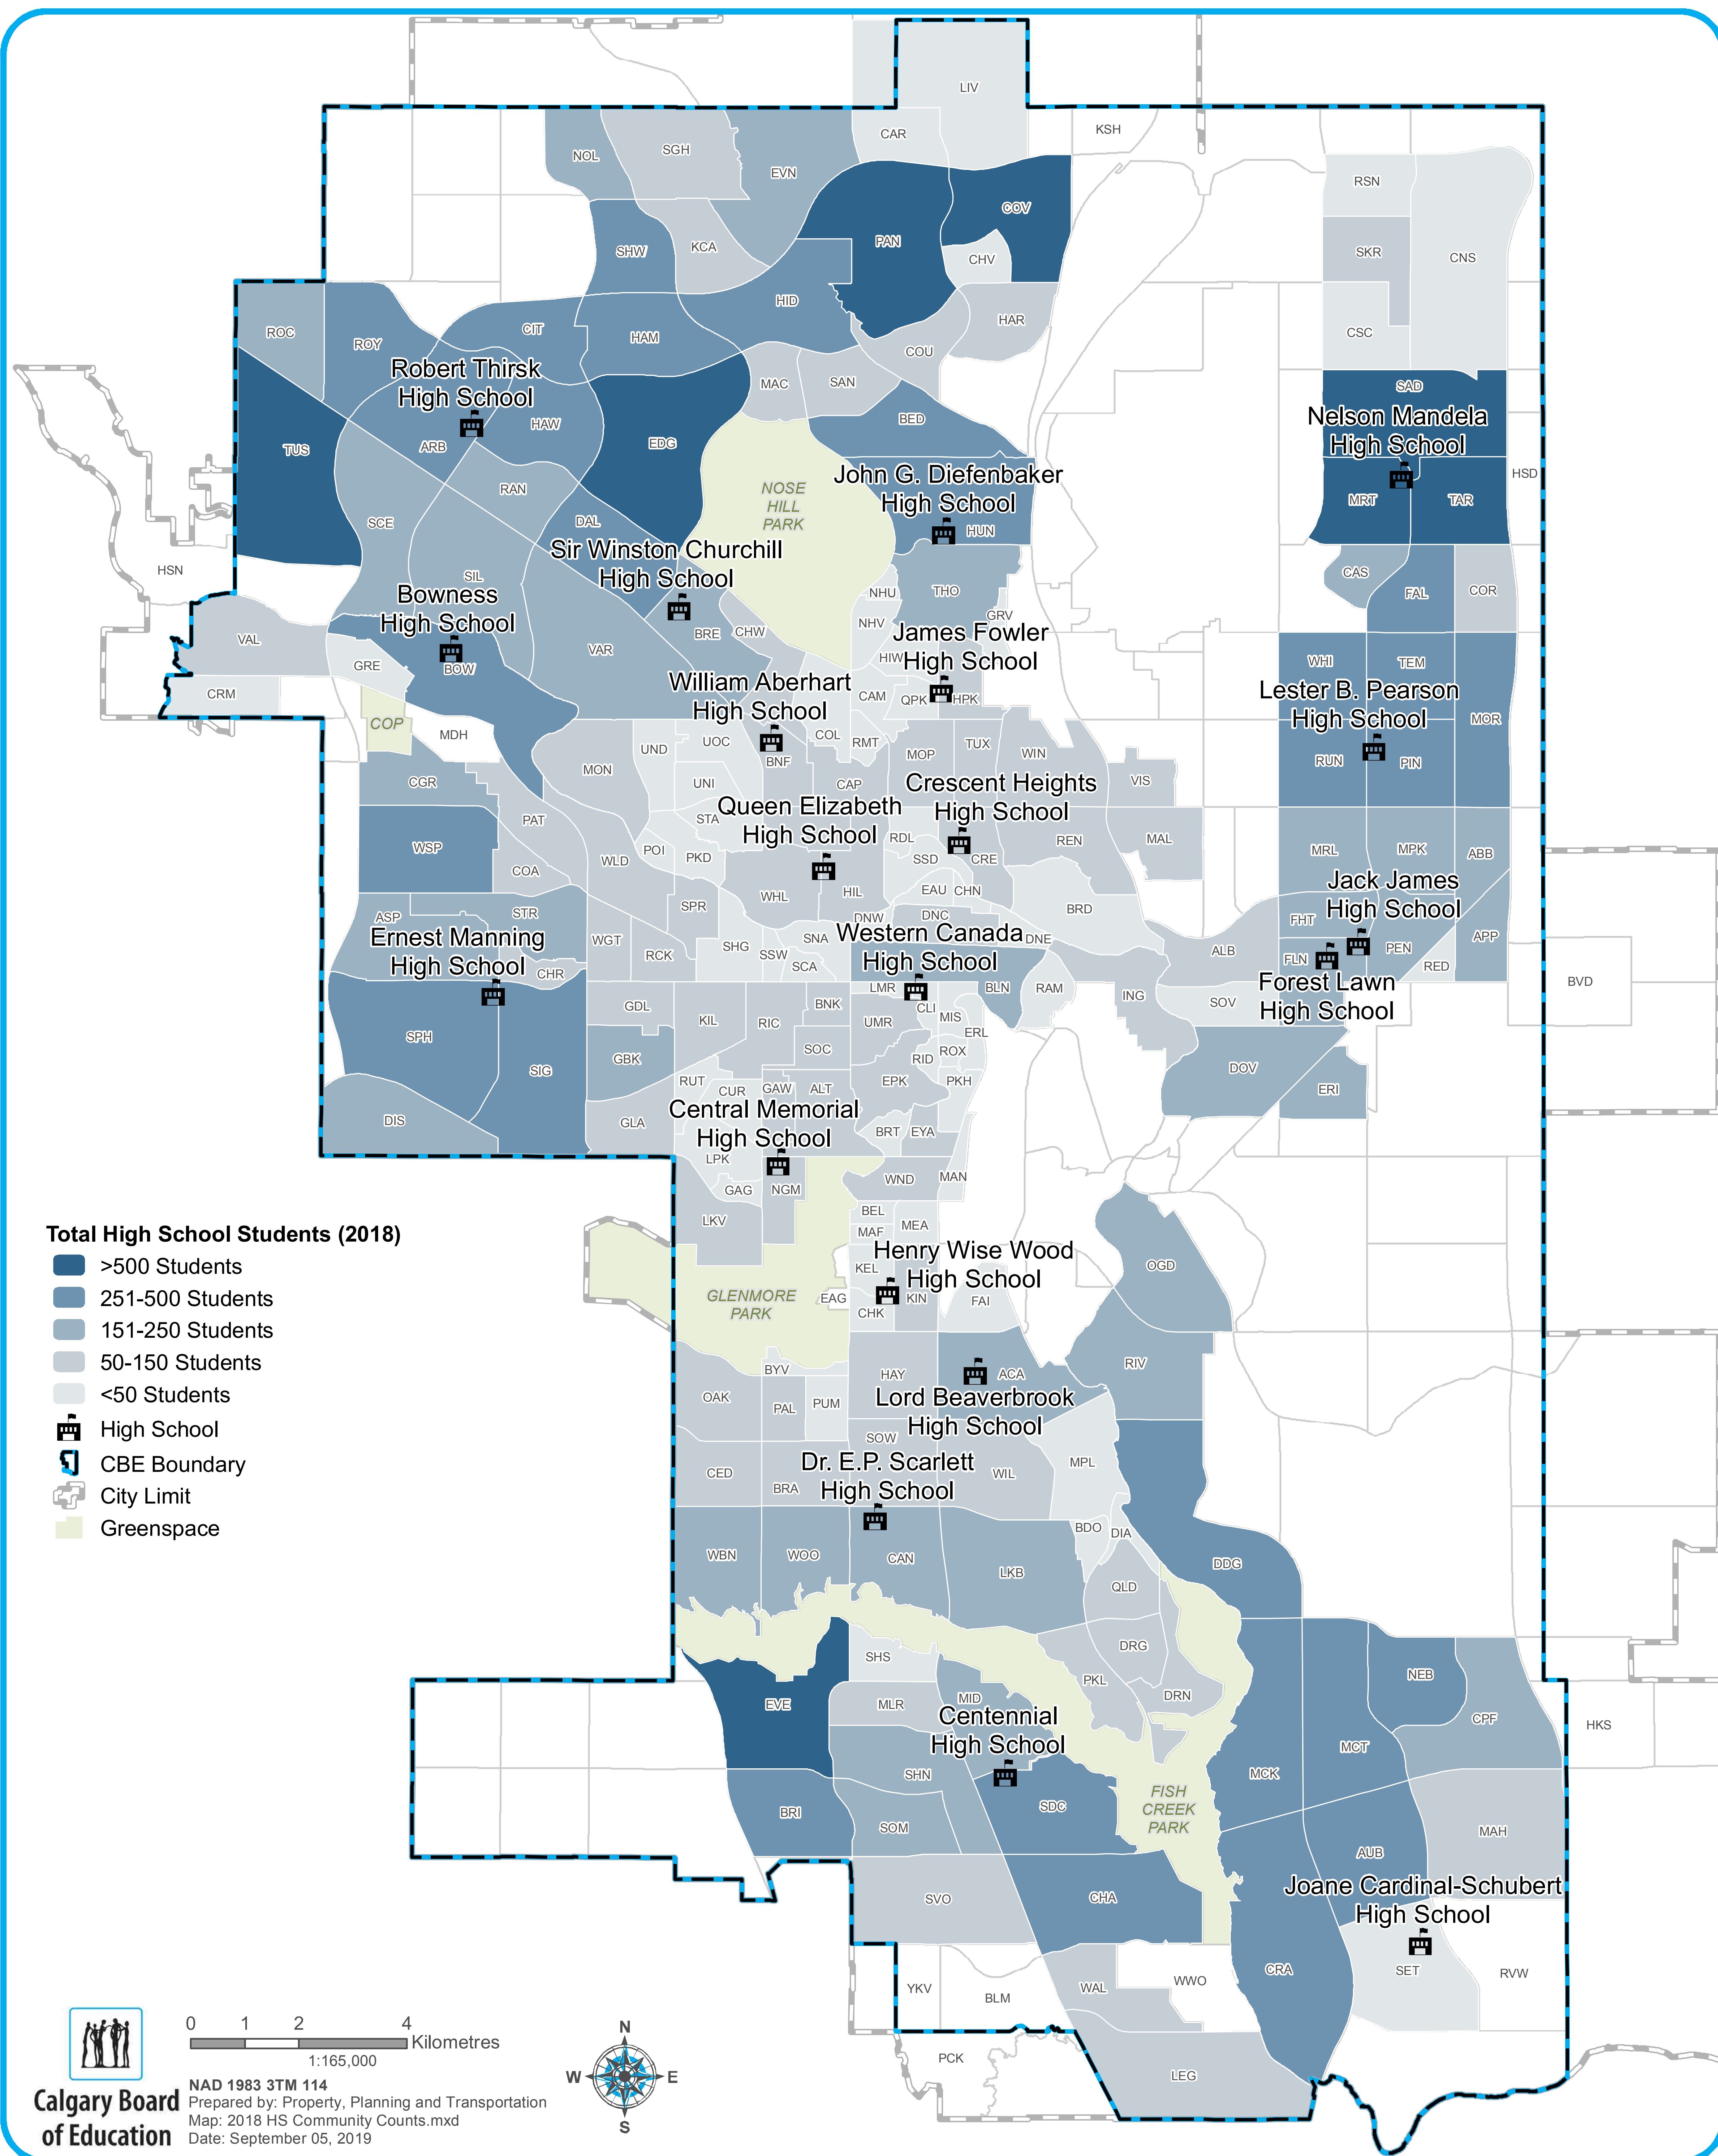 LIV
KSH
CAR
NOL
SGH
EVN
RSN
COV
PAN
SHW
KCA
CHV
SKR
CNS
HID
ROC
CIT
HAR
CSC
ROY
HAM
COU
Robert Thirsk
High School
MAC
SAN
SAD
Nelson Mandela
High School
BED
HAW
ARB
TUS
EDG
John G. Diefenbaker
High School
HSD
NOSE
HILL
PARK
RAN
MRT
TAR
SCE
DAL
HUN
Sir Winston Churchill
High School
HSN
SIL
CAS
Bowness
High School
NHU
THO
FAL
COR
GRV
NHV
VAL
BRE
CHW
James Fowler
High School
VAR
HIW
WHI
TEM
GRE
BOW
William Aberhart
High School
Lester B. Pearson
High School
CRM
CAM
QPK
HPK
COP
MDH
MOR
UND
UOC
COL
RMT
TUX
MOP
WIN
BNF
RUN
PIN
MON
CGR
UNI
CAP
Crescent Heights
High School
VIS
Queen Elizabeth
High School
STA
PAT
RDL
REN
MAL
WSP
POI
PKD
SSD
CRE
MRL
MPK
ABB
WLD
COA
Jack James
High School
EAU
CHN
WHL
HIL
SPR
BRD
ASP
STR
DNW
DNC
FHT
Western Canada
High School
DNE
Ernest Manning
High School
WGT
SHG
SNA
SSW
RCK
SCA
ALB
PEN
APP
FLN
RED
CHR
Forest Lawn
High School
BVD
LMR
BLN
RAM
ING
SOV
GDL
BNK
CLI
MIS
KIL
RIC
UMR
ERL
SPH
SOC
ROX
GBK
RID
SIG
DOV
RUT
CUR
GAW
ALT
EPK
PKH
ERI
Central Memorial
High School
DIS
GLA
BRT
EYA
LPK
WND
MAN
GAG
NGM
LKV
BEL
MAF
MEA
Total High School Students (2018)
>500 Students
251-500 Students
151-250 Students
50-150 Students
<50 Students
High School
CBE Boundary
City Limit
Greenspace
Henry Wise Wood
High School
KEL
OGD
GLENMORE
PARK
EAG
KIN
FAI
CHK
BYV
RIV
HAY
ACA
OAK
PAL
PUM
Lord Beaverbrook
High School
SOW
Dr. E.P. Scarlett
High School
CED
BRA
WIL
MPL
BDO
DIA
WBN
WOO
CAN
LKB
DDG
QLD
DRG
SHS
PKL
NEB
EVE
MLR
MID
DRN
Centennial
High School
CPF
HKS
MCT
SHN
MCK
FISH
CREEK
PARK
BRI
SDC
SOM
MAH
AUB
Joane Cardinal-Schubert
High School
SVO
CHA
CRA
SET
RVW
YKV
BLM
WAL
WWO
PCK
LEG
0 1 2 4
Kilometres
1:165,000
N
W E
S
NAD 1983 3TM 114
Prepared by: Property, Planning and Transportation
Map: 2018 HS Community Counts.mxd
Date: September 05, 2019
Calgary Board
of Education